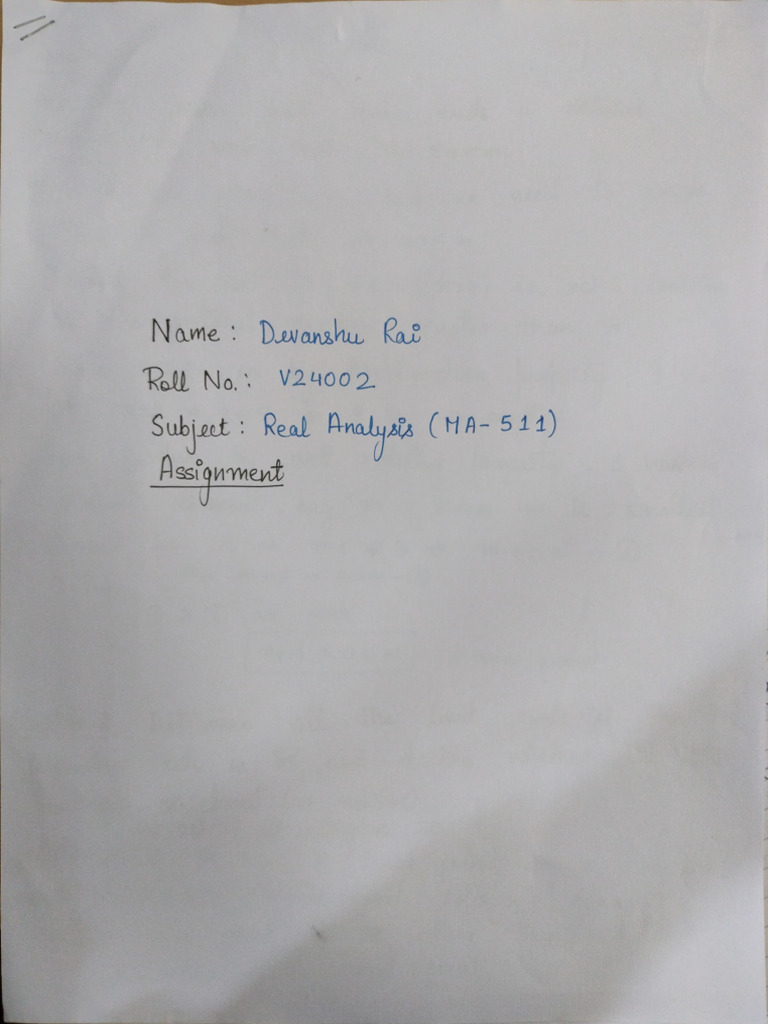 Name : Devanshu Rai
Roll No. : V24002
Subject : Real Analysis (MA-511)
Assignment